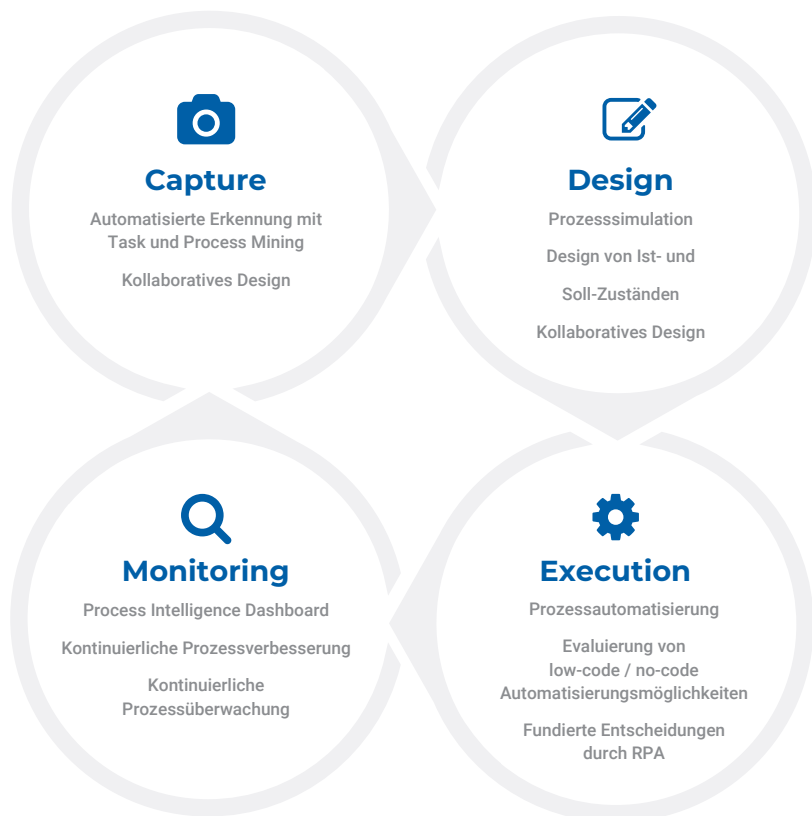 Capture
Automatisierte Erkennung mit
Task und Process Mining
Kollaboratives Design
Design
Prozesssimulation
Design von Ist- und
Soll-Zuständen
Kollaboratives Design
Monitoring
Process Intelligence Dashboard
Kontinuierliche Prozessverbesserung
Kontinuierliche
Prozessüberwachung
Execution
Prozessautomatisierung
Evaluierung von
low-code / no-code
Automatisierungsmöglichkeiten
Fundierte Entscheidungen
durch RPA